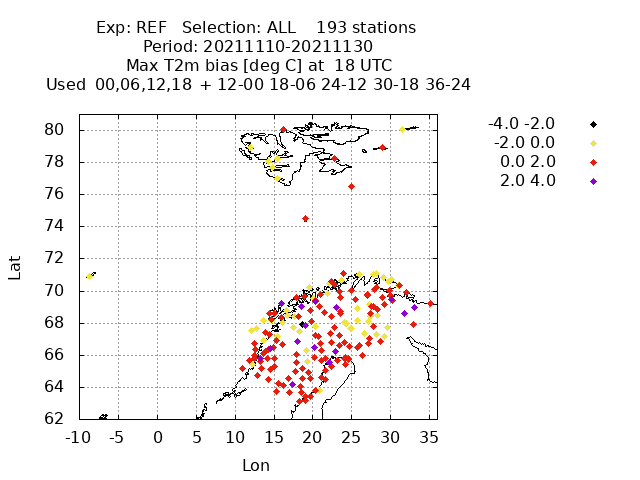 Exp: REF   Selection: ALL    193 stations
Period: 20211110-20211130
Max T2m bias [deg C] at  18 UTC
Used  00,06,12,18  + 12-00 18-06 24-12 30-18 36-24
-4.0 -2.0
-2.0 0.0
0.0 2.0
2.0 4.0
80
78
76
74
72
70
68
66
64
62
Lat
-10 -5 0 5 10 15 20 25 30 35
Lon